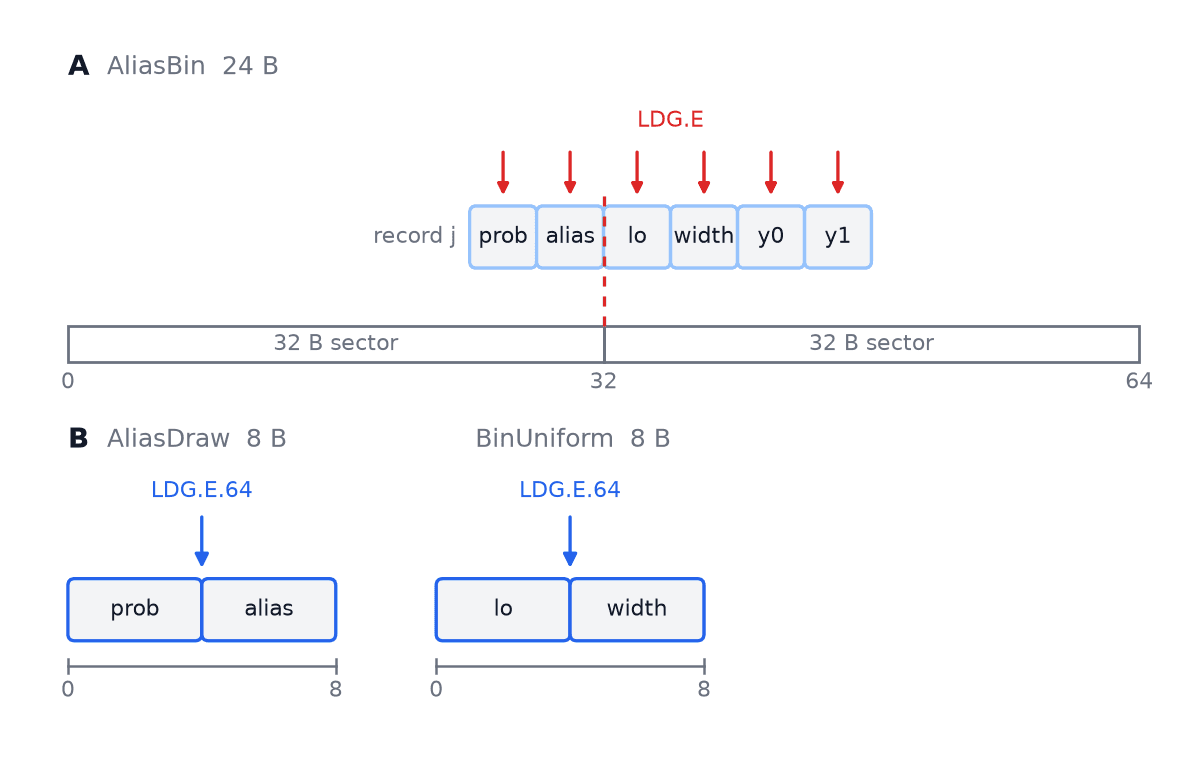 A AliasBin 24 B
LDG.E
record j prob alias lo width y0 y1
32 B sector 32 B sector
0 32 64
B AliasDraw 8 B BinUniform 8 B
LDG.E.64 LDG.E.64
prob alias lo width
0 8 0 8